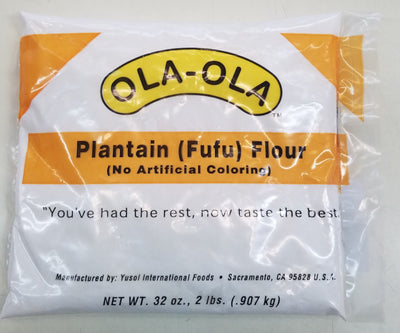 OLA-OLA
TM
Plantain (Fufu) Flour
(No Artificial Coloring)
"You've had the rest, now taste the best.
Manufactured by: Yusol International Foods • Sacramento, CA 95828 U.S.A.
NET WT. 32 oz., 2 lbs. (.907 kg)